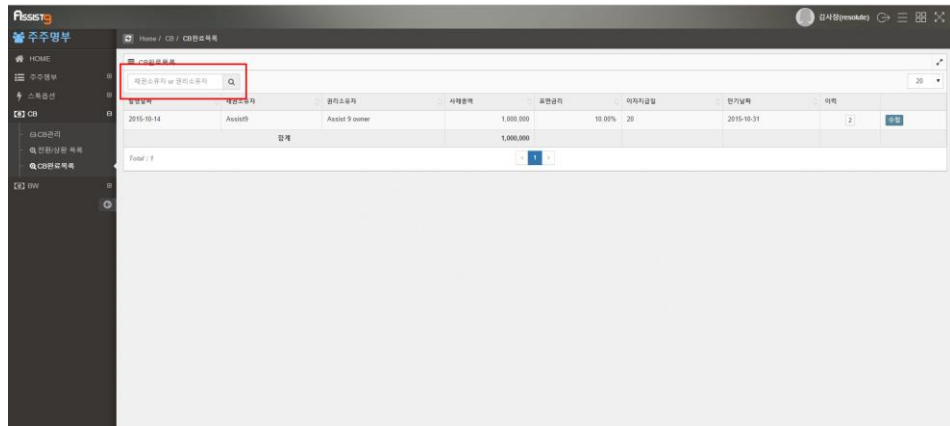 Assist9
김사장(resolute)
주주명부
Home / CB / CB완료목록
HOME
CB완료목록
주주명부
채권소유자 or 권리소유자
20
스톡옵션
발행날짜 채권소유자 권리소유자 사채총액 표면금리 이자지급일 만기날짜 이력
CB
2015-10-14 Assist9 Assist 9 owner 1,000,000 10.00% 20 2015-10-31 2 수정
CB관리
합계 1,000,000
전환/상환 목록
Total : 1
1
CB완료목록
BW